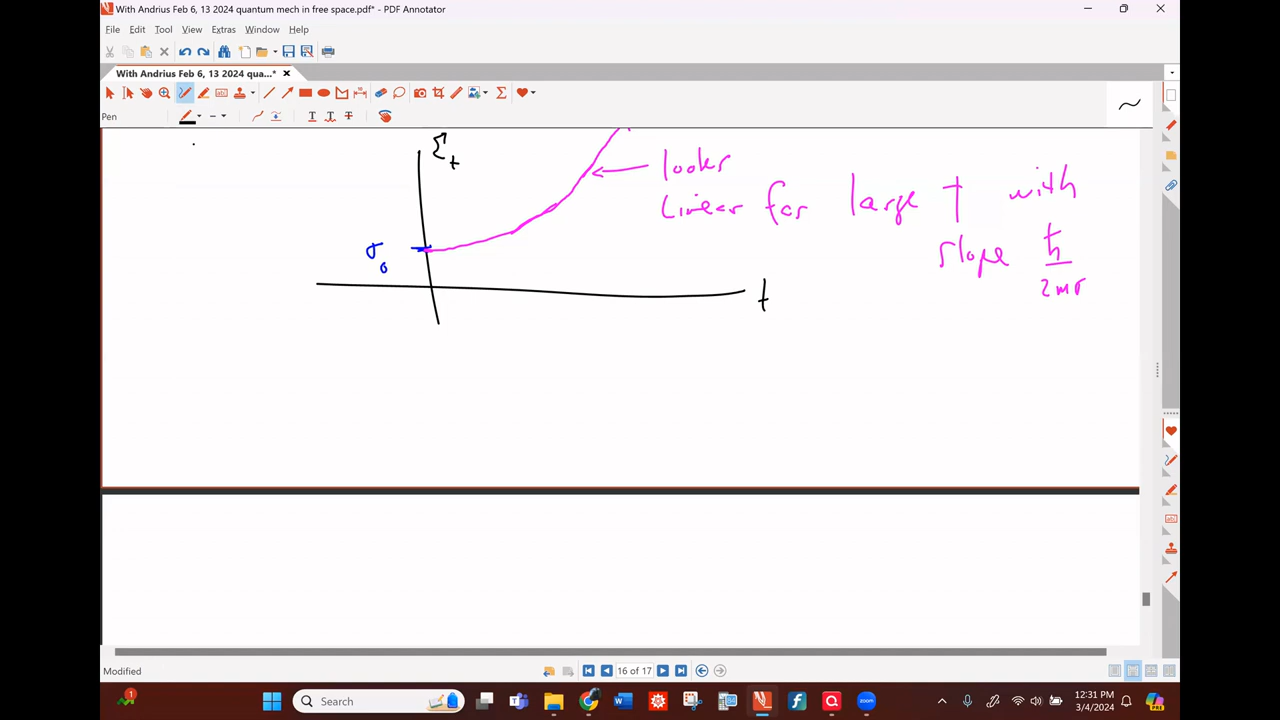 With Andrius Feb 6, 13 2024 quantum mech in free space.pdf* - PDF Annotator
File Edit Tool View Extras Window Help
With Andrius Feb 6, 13 2024 qua...*
Pen
Σt
looks
linear for large t with
slope ħ/2mσ
σ0
t
Modified
16 of 17
1
Search
12:31 PM
3/4/2024